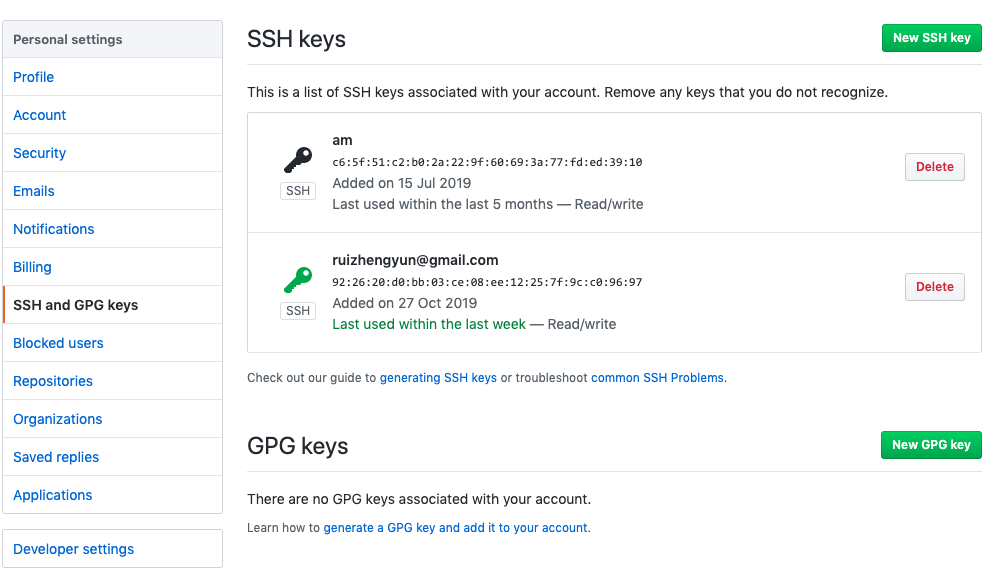 Personal settings
Profile
Account
Security
Emails
Notifications
Billing
SSH and GPG keys
Blocked users
Repositories
Organizations
Saved replies
Applications
Developer settings
SSH keys
New SSH key
This is a list of SSH keys associated with your account. Remove any keys that you do not recognize.
am
c6:5f:51:c2:b0:2a:22:9f:60:69:3a:77:fd:ed:39:10
SSH
Added on 15 Jul 2019
Last used within the last 5 months — Read/write
Delete
ruizhengyun@gmail.com
92:26:20:d0:bb:03:ce:08:ee:12:25:7f:9c:c0:96:97
SSH
Added on 27 Oct 2019
Last used within the last week — Read/write
Delete
Check out our guide to generating SSH keys or troubleshoot common SSH Problems.
GPG keys
New GPG key
There are no GPG keys associated with your account.
Learn how to generate a GPG key and add it to your account.